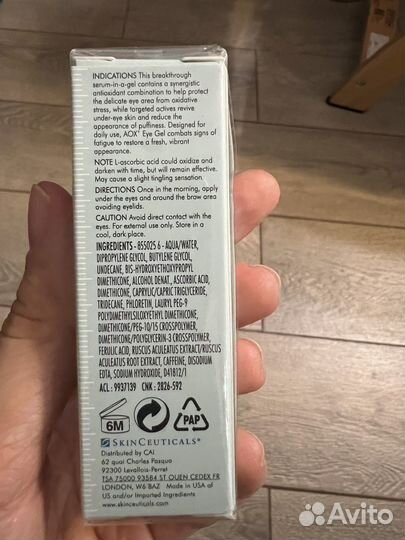 INDICATIONS This breakthrough
serum-in-a-gel contains a synergistic
antioxidant combination to help protect
the delicate eye area from oxidative
stress, while targeted actives revive
under-eye skin and reduce the
appearance of puffiness. Designed for
daily use, AOX+ Eye Gel combats signs of
fatigue to restore a fresh, vibrant
appearance.
NOTE L-ascorbic acid could oxidize and
darken with time, but will remain effective.
May cause a slight tingling sensation.
DIRECTIONS Once in the morning, apply
under the eyes and around the brow area
avoiding eyelids.
CAUTION Avoid direct contact with the
eyes. For external use only. Store in a
cool, dark place.
INGREDIENTS - 855025 6 - AQUA/WATER,
DIPROPYLENE GLYCOL, BUTYLENE GLYCOL,
UNDECANE, BIS-HYDROXYETHOXYPROPYL
DIMETHICONE, ALCOHOL DENAT., ASCORBIC ACID,
DIMETHICONE, CAPRYLIC/CAPRIC TRIGLYCERIDE,
TRIDECANE, PHLORETIN, LAURYL PEG-9
POLYDIMETHYLSILOXYETHYL DIMETHICONE,
DIMETHICONE/PEG-10/15 CROSSPOLYMER,
DIMETHICONE/POLYGLYCERIN-3 CROSSPOLYMER,
FERULIC ACID, RUSCUS ACULEATUS EXTRACT/RUSCUS
ACULEATUS ROOT EXTRACT, CAFFEINE, DISODIUM
EDTA, SODIUM HYDROXIDE, D41812/1
ACL : 9937139 CNK : 2826-592
6M
PAP
SKINCEUTICALS®
Distributed by CAI
62 quai Charles Pasqua
92300 Levallois-Perret
TSA 75000 93584 ST OUEN CEDEX FR
LONDON, W6 8AZ Made in USA of
US and/or Imported Ingredients
www.skinceuticals.com
Avito